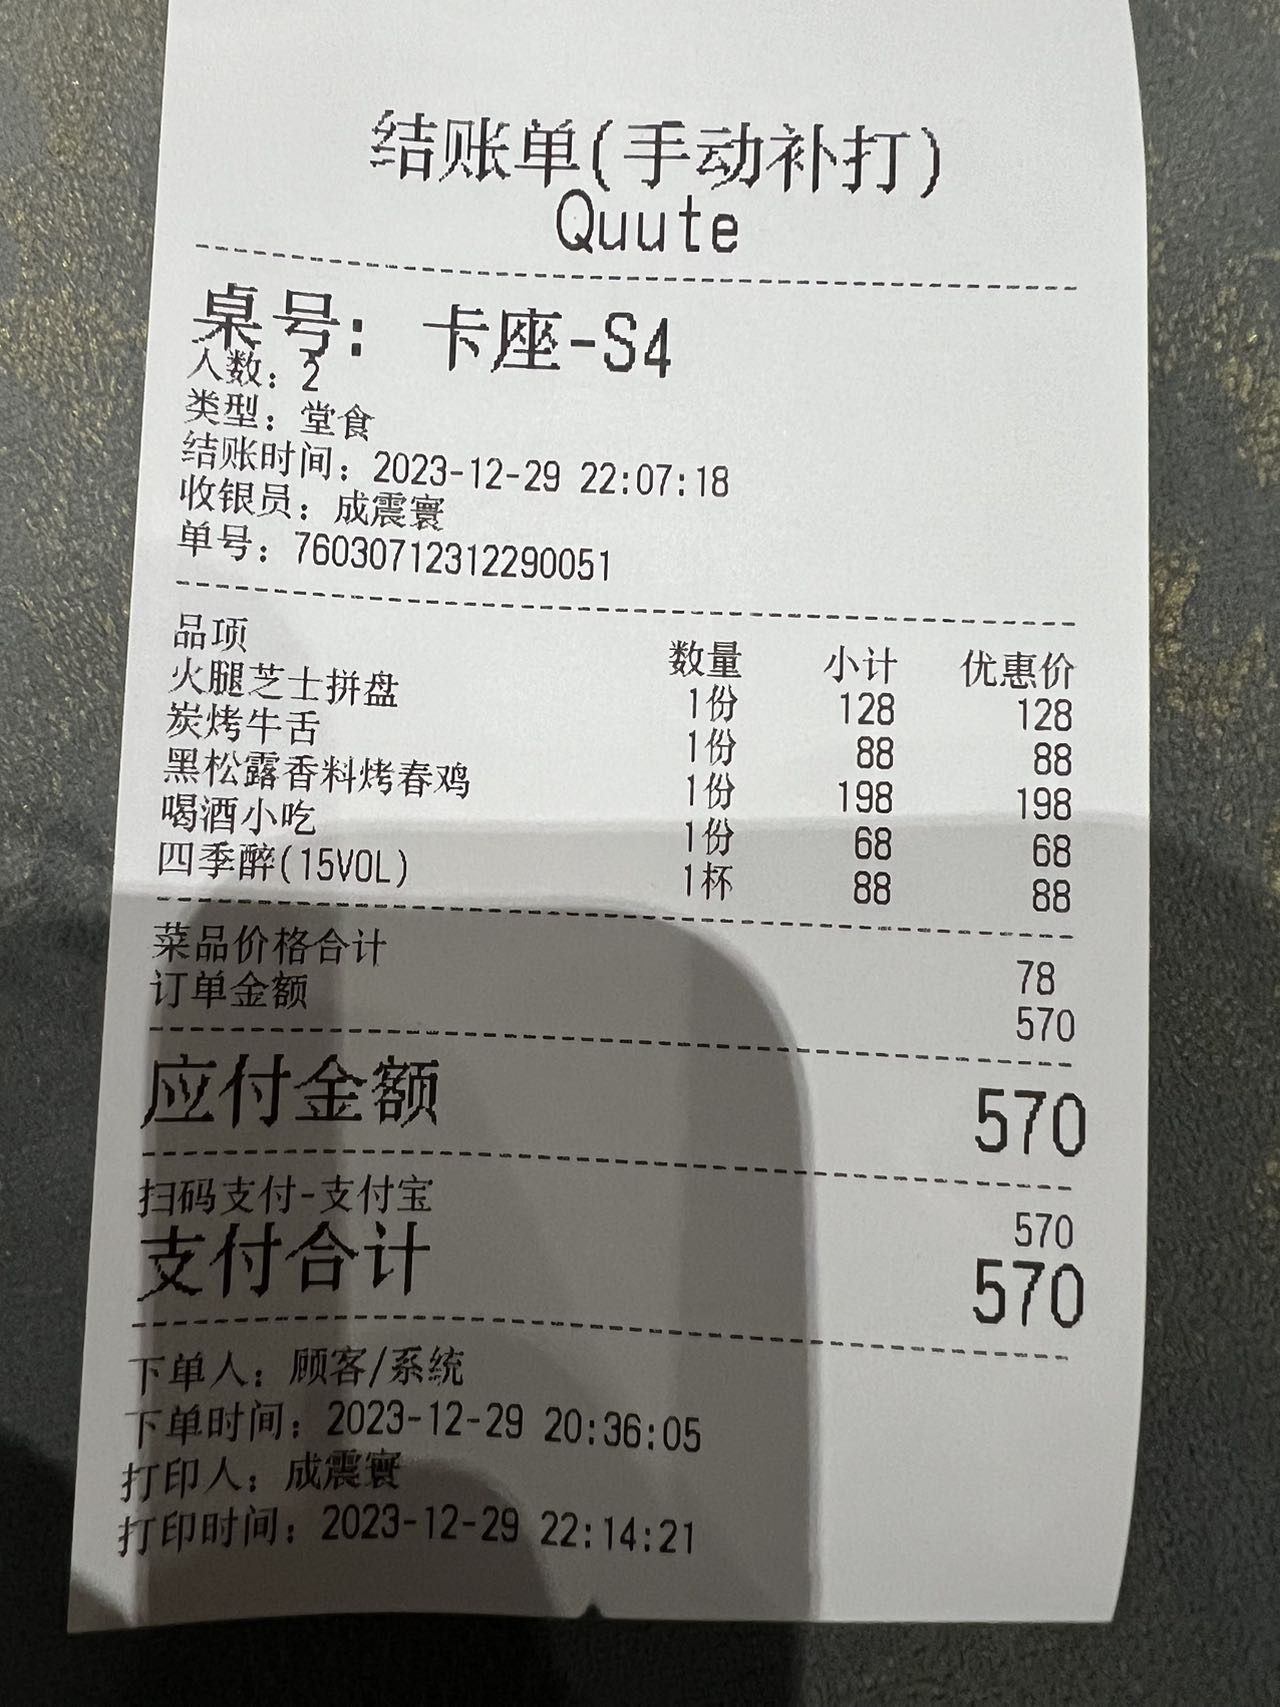 结账单(手动补打)
Quute
桌号: 卡座-S4
人数: 2
类型: 堂食
结账时间: 2023-12-29 22:07:18
收银员: 成震寰
单号: 76030712312290051
品项 数量 小计 优惠价
火腿芝士拼盘 1份 128 128
炭烤牛舌 1份 88 88
黑松露香料烤春鸡 1份 198 198
喝酒小吃 1份 68 68
四季醉(15VOL) 1杯 88 88
菜品价格合计 78
订单金额 570
应付金额 570
扫码支付-支付宝 570
支付合计 570
下单人: 顾客/系统
下单时间: 2023-12-29 20:36:05
打印人: 成震寰
打印时间: 2023-12-29 22:14:21